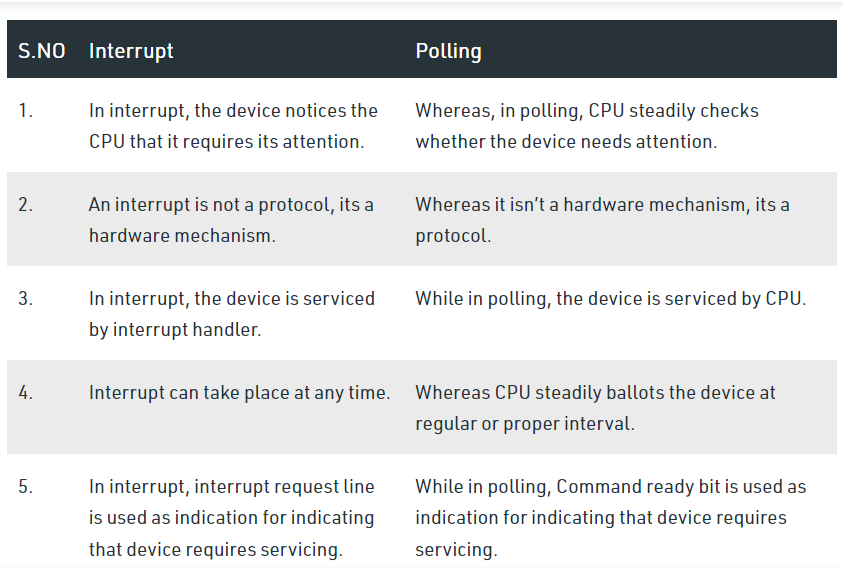 S.NO Interrupt Polling
1. In interrupt, the device notices the Whereas, in polling, CPU steadily checks
CPU that it requires its attention. whether the device needs attention.
2. An interrupt is not a protocol, its a Whereas it isn’t a hardware mechanism, its a
hardware mechanism. protocol.
3. In interrupt, the device is serviced While in polling, the device is serviced by CPU.
by interrupt handler.
4. Interrupt can take place at any time. Whereas CPU steadily ballots the device at
regular or proper interval.
5. In interrupt, interrupt request line While in polling, Command ready bit is used as
is used as indication for indicating indication for indicating that device requires
that device requires servicing. servicing.